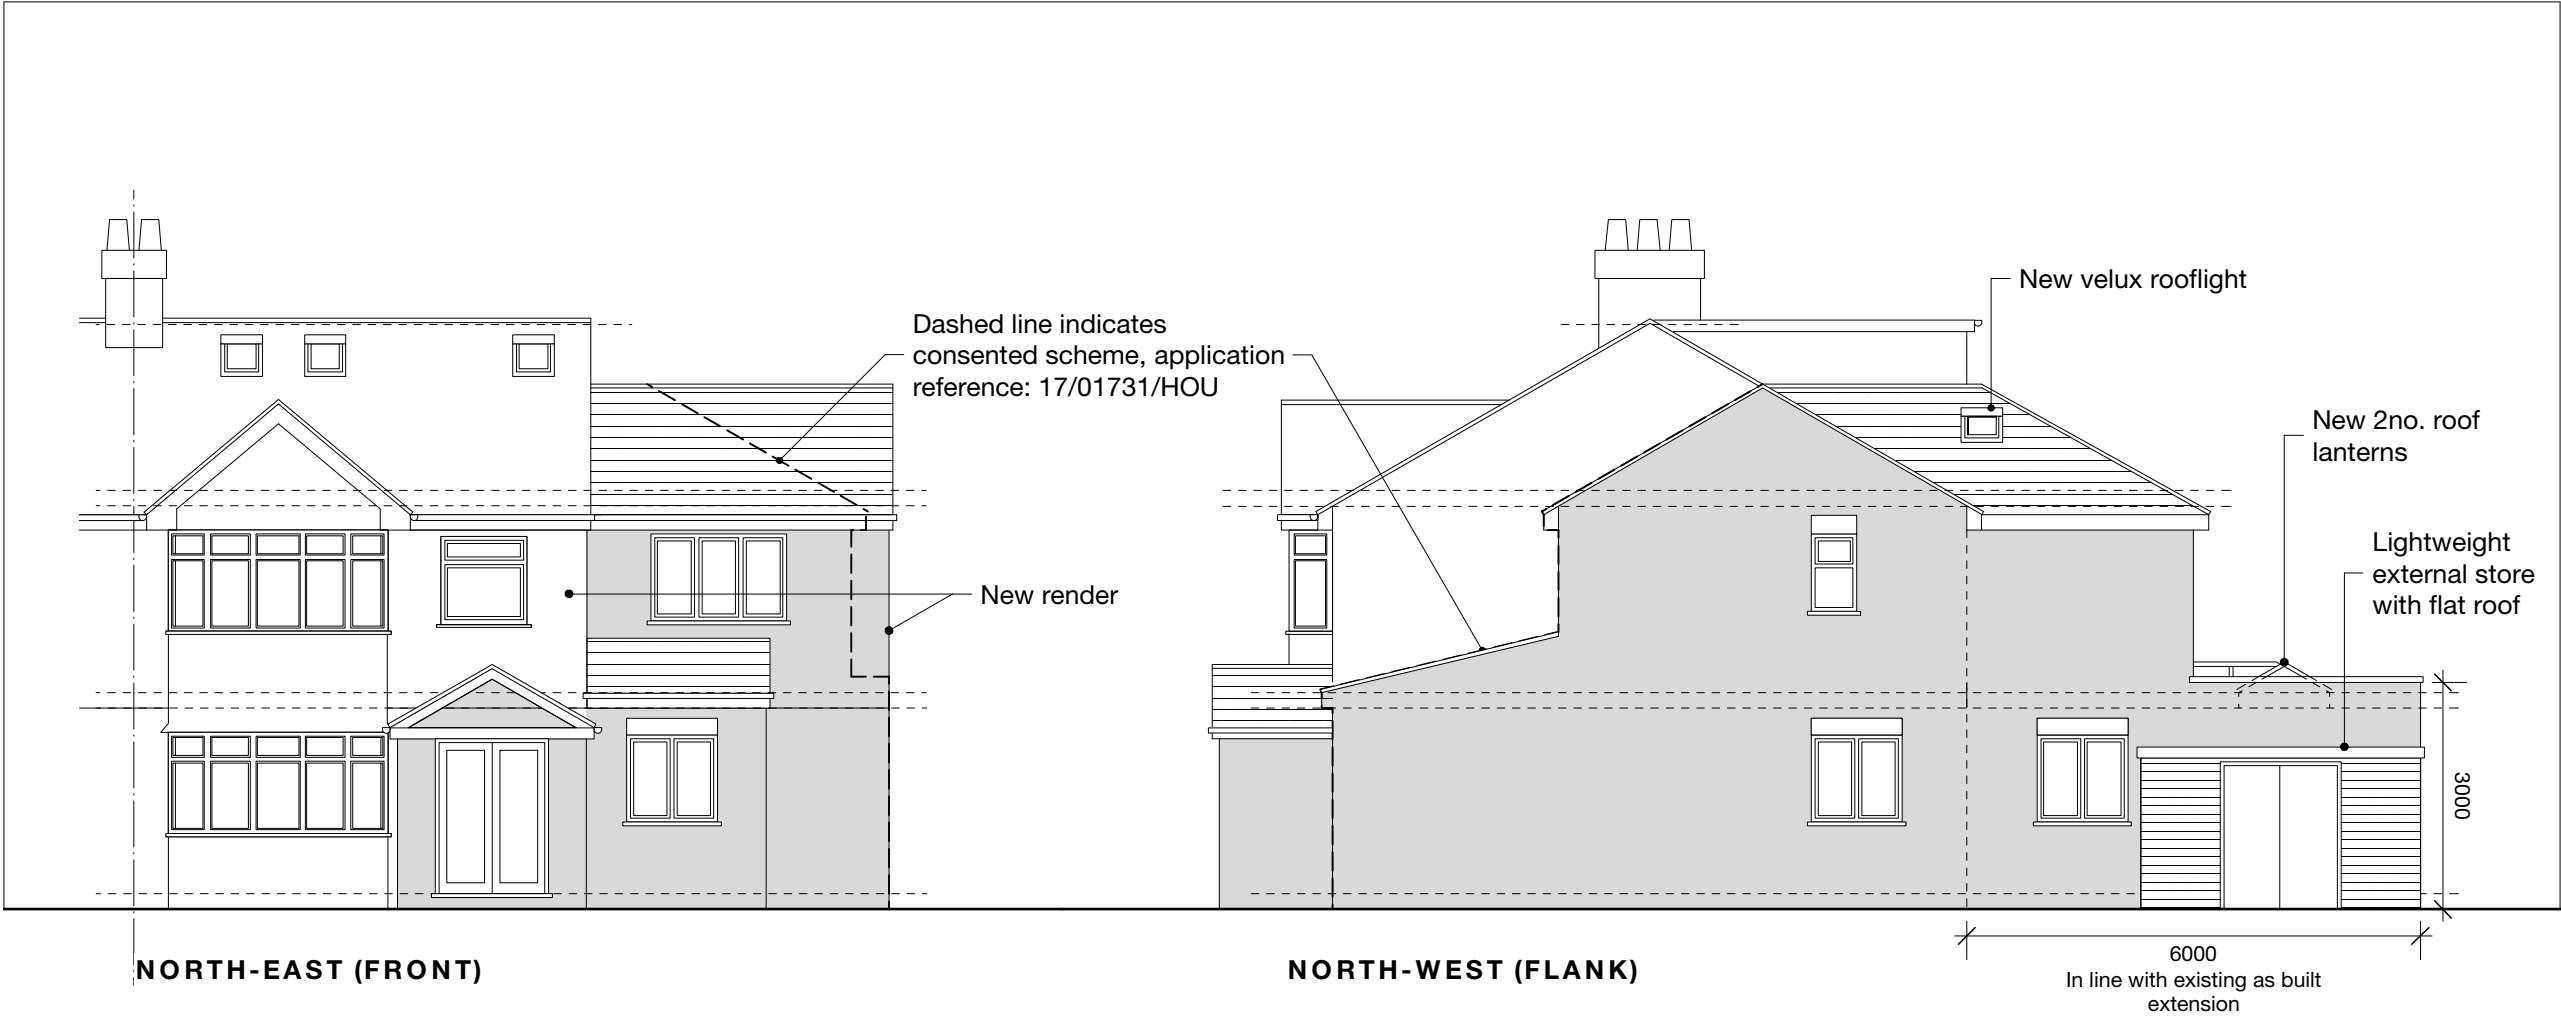 Dashed line indicates
consented scheme, application
reference: 17/01731/HOU
New render
New velux rooflight
New 2no. roof
lanterns
Lightweight
external store
with flat roof
3000
6000
In line with existing as built
extension
NORTH-EAST (FRONT)
NORTH-WEST (FLANK)